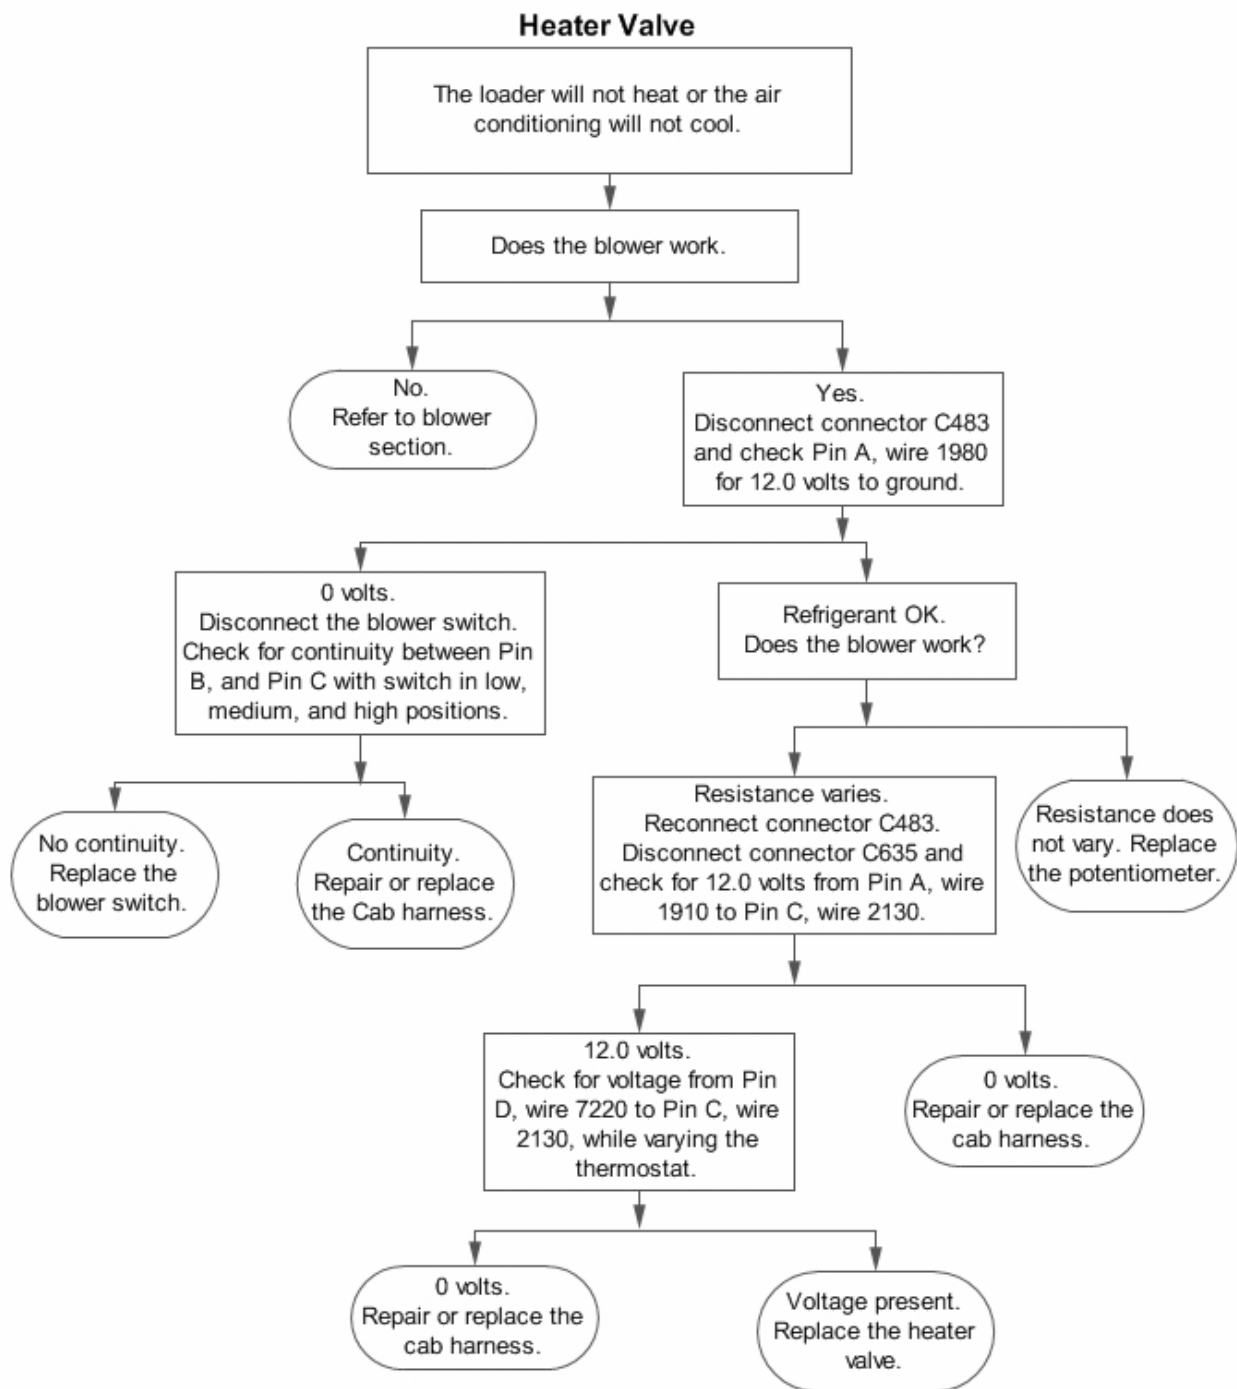 Heater Valve
The loader will not heat or the air
conditioning will not cool.
Does the blower work.
No.
Refer to blower
section.
Yes.
Disconnect connector C483
and check Pin A, wire 1980
for 12.0 volts to ground.
0 volts.
Disconnect the blower switch.
Check for continuity between Pin
B, and Pin C with switch in low,
medium, and high positions.
Refrigerant OK.
Does the blower work?
No continuity.
Replace the
blower switch.
Continuity.
Repair or replace
the Cab harness.
Resistance varies.
Reconnect connector C483.
Disconnect connector C635 and
check for 12.0 volts from Pin A, wire
1910 to Pin C, wire 2130.
Resistance does
not vary. Replace
the potentiometer.
12.0 volts.
Check for voltage from Pin
D, wire 7220 to Pin C, wire
2130, while varying the
thermostat.
0 volts.
Repair or replace the
cab harness.
0 volts.
Repair or replace the
cab harness.
Voltage present.
Replace the heater
valve.